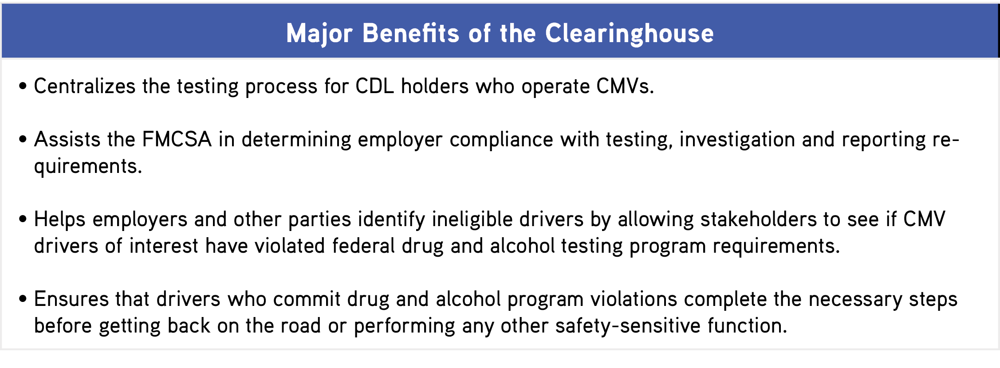 Major Benefits of the Clearinghouse
• Centralizes the testing process for CDL holders who operate CMVs.
• Assists the FMCSA in determining employer compliance with testing, investigation and reporting re-
quirements.
• Helps employers and other parties identify ineligible drivers by allowing stakeholders to see if CMV
drivers of interest have violated federal drug and alcohol testing program requirements.
• Ensures that drivers who commit drug and alcohol program violations complete the necessary steps
before getting back on the road or performing any other safety-sensitive function.